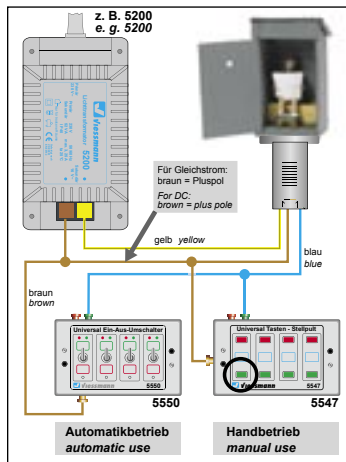 z. B. 5200
e. g. 5200
Lichttransformator
5200
viessmann
Für Gleichstrom:
braun = Pluspol
For DC:
brown = plus pole
gelb yellow
blau
blue
braun
brown
Universal Ein-Aus-Umschalter
Viessmann
5550
5550
Universal Tasten - Stellpult
Viessmann
5547
5547
Automatikbetrieb
automatic use
Handbetrieb
manual use